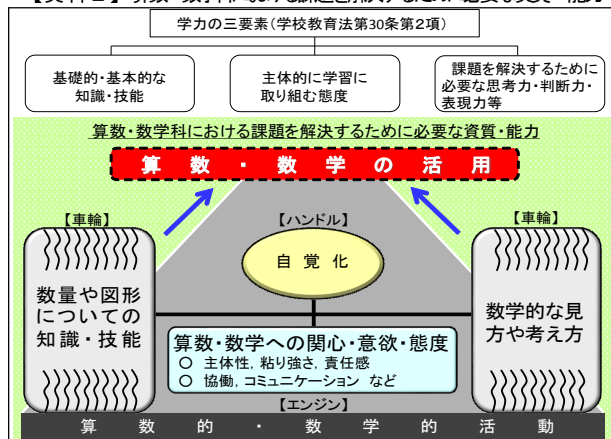 学力の三要素(学校教育法第30条第2項)
基礎的・基本的な
知識・技能
主体的に学習に
取り組む態度
課題を解決するために
必要な思考力・判断力・
表現力等
算数・数学科における課題を解決するために必要な資質・能力
算数・数学の活用
【車輪】
【ハンドル】
【車輪】
自覚化
数量や図形
についての
知識・技能
数学的な見
方や考え方
算数・数学への関心・意欲・態度
○ 主体性，粘り強さ，責任感
○ 協働，コミュニケーション など
【エンジン】
算数的・数学的活動